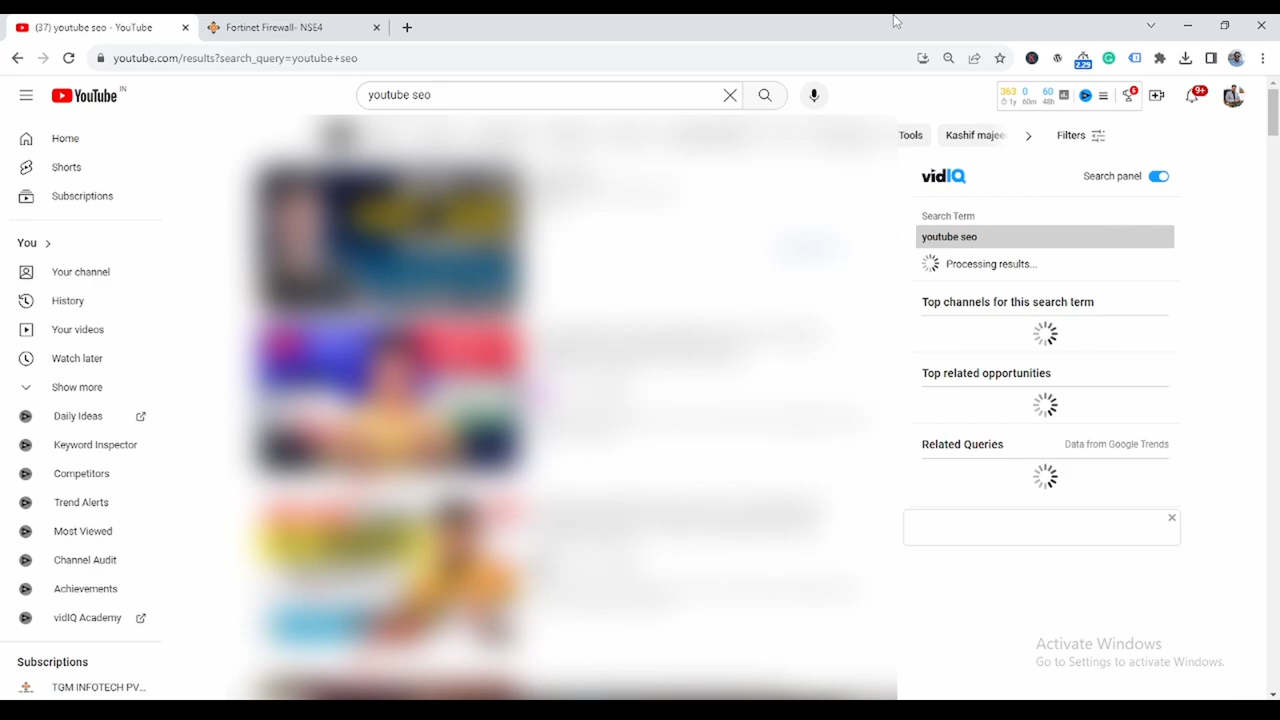 (37) youtube seo - YouTube
Fortinet Firewall- NSE4
youtube.com/results?search_query=youtube+seo
2.25
YouTube IN
youtube seo
363 0 60
1y 60m 48h
6
9+
Home
Shorts
Subscriptions
You
Your channel
History
Your videos
Watch later
Show more
Daily Ideas
Keyword Inspector
Competitors
Trend Alerts
Most Viewed
Channel Audit
Achievements
vidIQ Academy
Subscriptions
TGM INFOTECH PV...
Tools
Kashif majee
Filters
vidIQ
Search panel
Search Term
youtube seo
Processing results...
Top channels for this search term
Top related opportunities
Related Queries
Data from Google Trends
Activate Windows
Go to Settings to activate Windows.